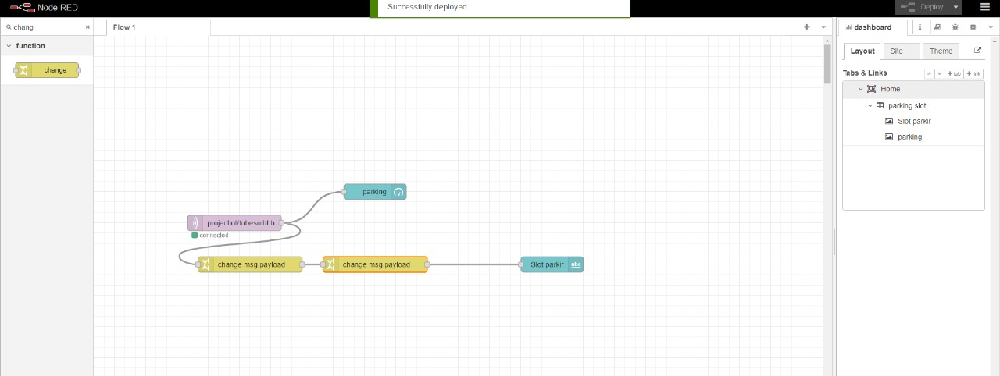 Node-RED
Successfully deployed
Deploy
chang
Flow 1
dashboard
function
change
Layout
Site
Theme
Tabs & Links
tab
link
Home
parking slot
Slot parkir
parking
parking
projectiot/tubesnihhh
connected
change msg.payload
change msg.payload
Slot parkir
abc